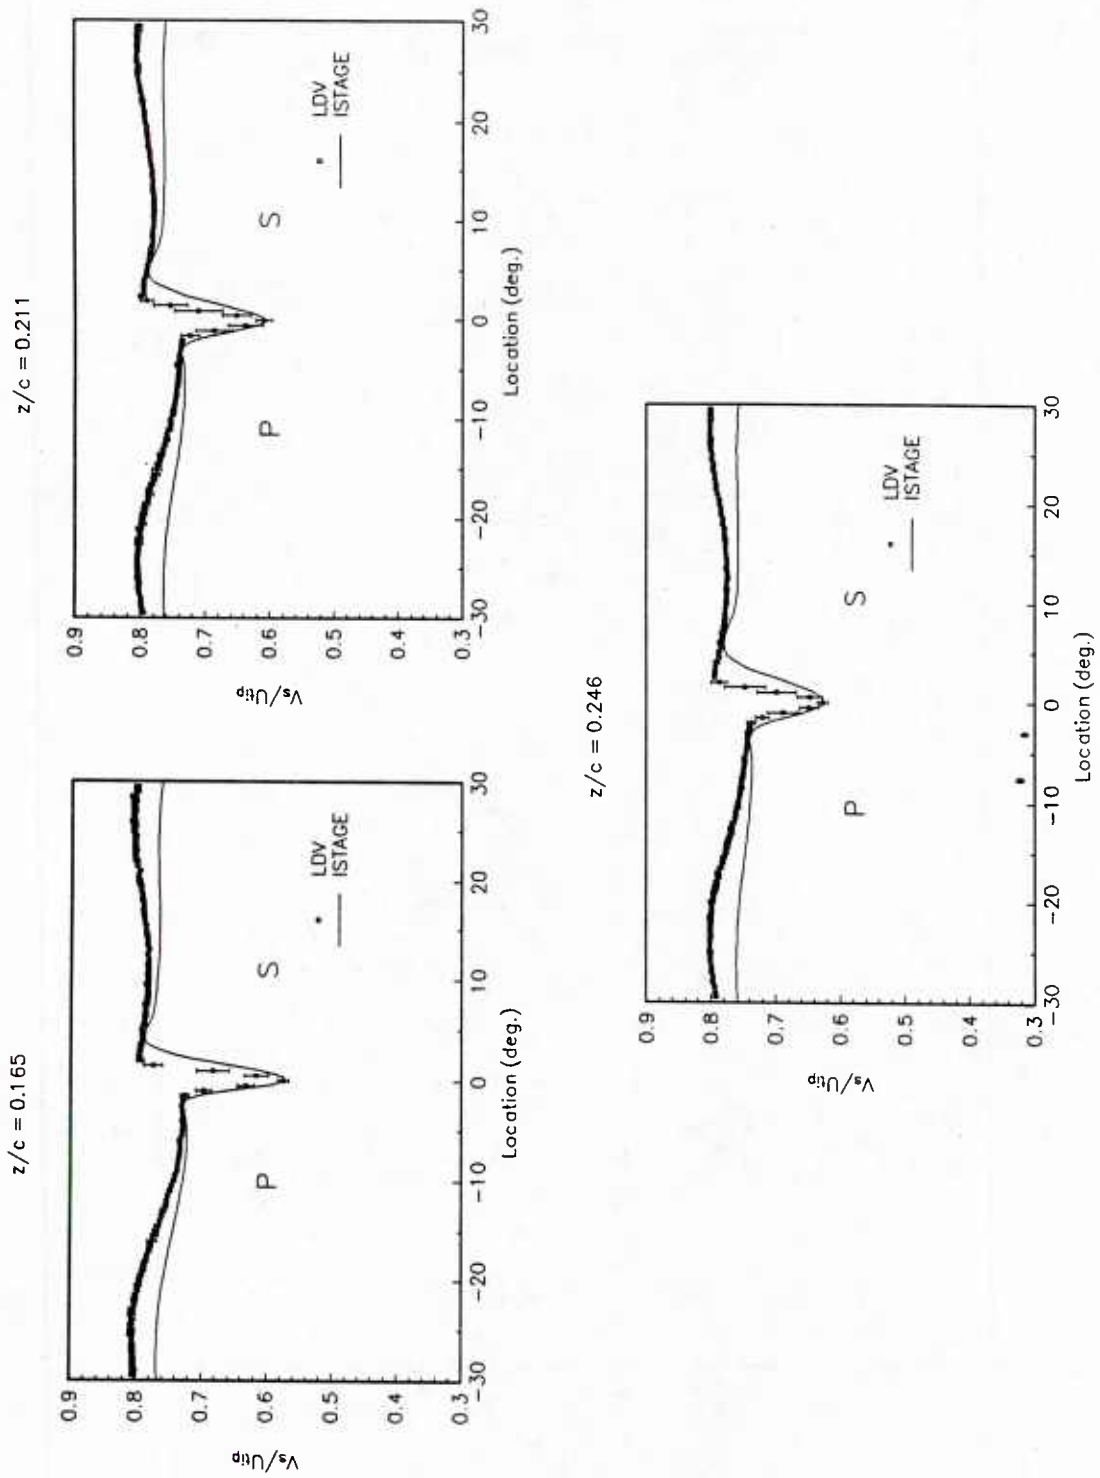 z/c = 0.165
Vs/Utip
0.9
0.8
0.7
0.6
0.5
0.4
0.3
-30
-20
-10
0
10
20
30
Location (deg.)
P
S
LDV
ISTAGE
z/c = 0.211
Vs/Utip
0.9
0.8
0.7
0.6
0.5
0.4
0.3
-30
-20
-10
0
10
20
30
Location (deg.)
P
S
LDV
ISTAGE
z/c = 0.246
Vs/Utip
0.9
0.8
0.7
0.6
0.5
0.4
0.3
-30
-20
-10
0
10
20
30
Location (deg.)
P
S
LDV
ISTAGE